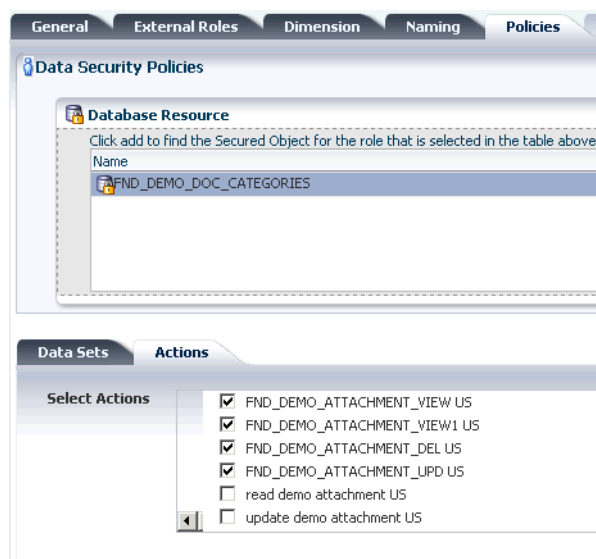 General External Roles Dimension Naming Policies
Data Security Policies
Database Resource
Click add to find the Secured Object for the role that is selected in the table above
Name
FND_DEMO_DOC_CATEGORIES
Data Sets Actions
Select Actions
FND_DEMO_ATTACHMENT_VIEW US
FND_DEMO_ATTACHMENT_VIEW1 US
FND_DEMO_ATTACHMENT_DEL US
FND_DEMO_ATTACHMENT_UPD US
read demo attachment US
update demo attachment US